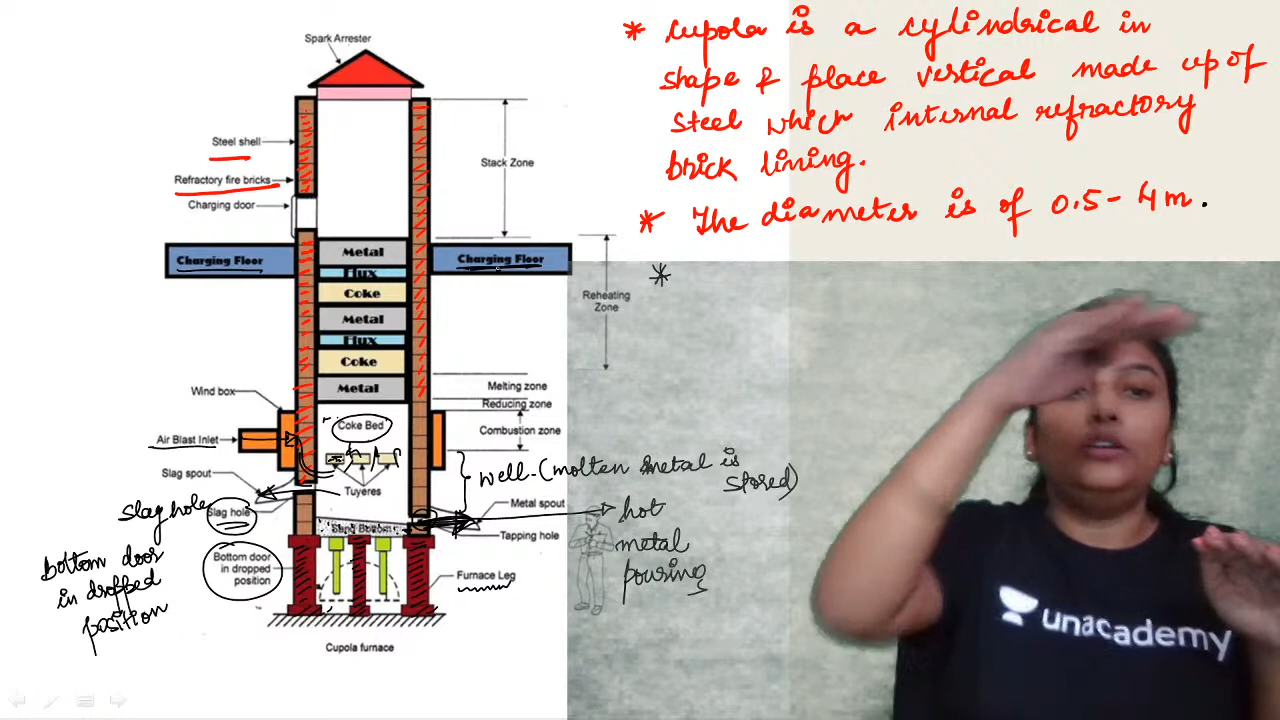 Spark Arrester
* Cupola is a cylindrical in
shape & place vertical made up of
steel which internal refractory
brick lining.
* The diameter is of 0.5 - 4m.
*
Steel shell
Refractory fire bricks
Charging door
Stack Zone
Charging Floor
Metal
Flux
Coke
Metal
Flux
Coke
Metal
Charging Floor
Reheating
Zone
Melting zone
Reducing zone
Combustion zone
Wind box
Air Blast Inlet
Coke Bed
Tuyeres
Slag spout
Slag hole
slag hole
well - (molten metal is
stored)
Metal spout
Tapping hole
hot
metal
pouring
Sand Bottom
Bottom door
in dropped
position
bottom door
in dropped
position
Furnace Leg
Cupola furnace
unacademy